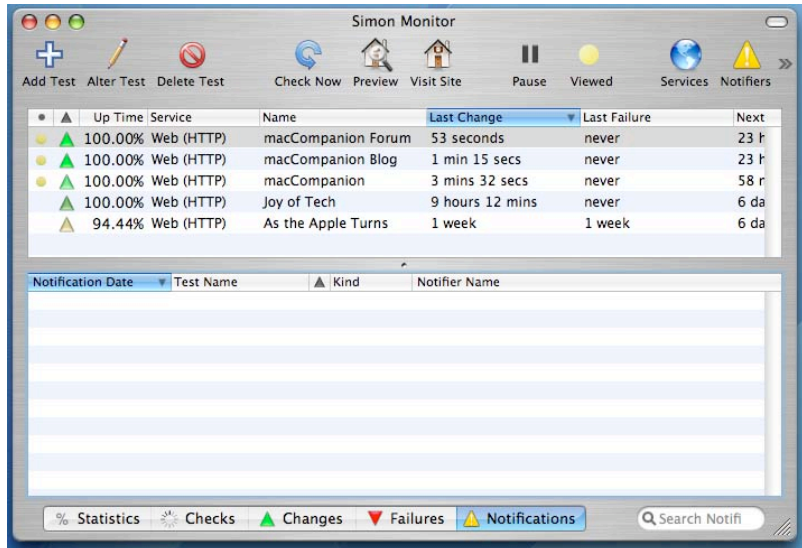 Simon Monitor
Add Test Alter Test Delete Test Check Now Preview Visit Site Pause Viewed Services Notifiers
Up Time Service Name Last Change Last Failure Next
100.00% Web (HTTP) macCompanion Forum 53 seconds never 23 h
100.00% Web (HTTP) macCompanion Blog 1 min 15 secs never 23 h
100.00% Web (HTTP) macCompanion 3 mins 32 secs never 58 r
100.00% Web (HTTP) Joy of Tech 9 hours 12 mins never 6 da
94.44% Web (HTTP) As the Apple Turns 1 week 1 week 6 da
Notification Date Test Name Kind Notifier Name
% Statistics Checks Changes Failures Notifications Search Notifi